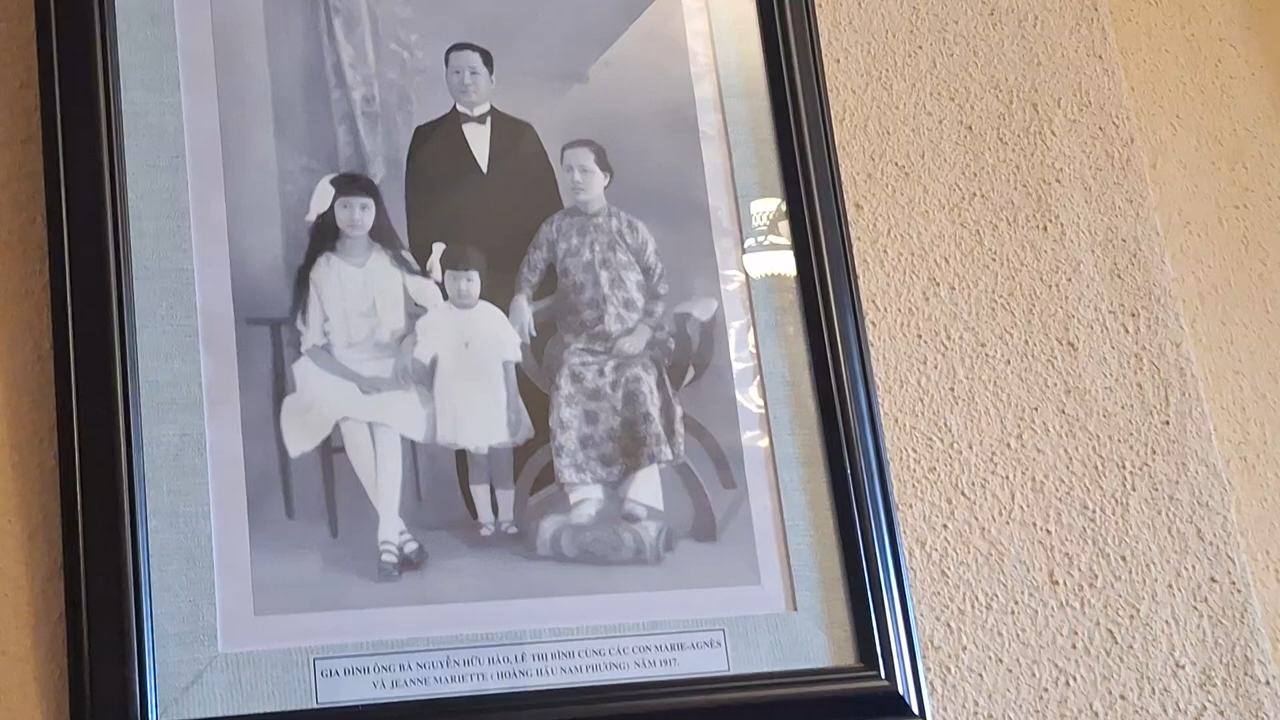 GIA ĐÌNH ÔNG BÀ NGUYỄN HỮU HÀO, LÊ THỊ BÌNH CÙNG CÁC CON MARIE-AGNÈS
VÀ JEANNE MARIETTE ( HOÀNG HẬU NAM PHƯƠNG) NĂM 1917.